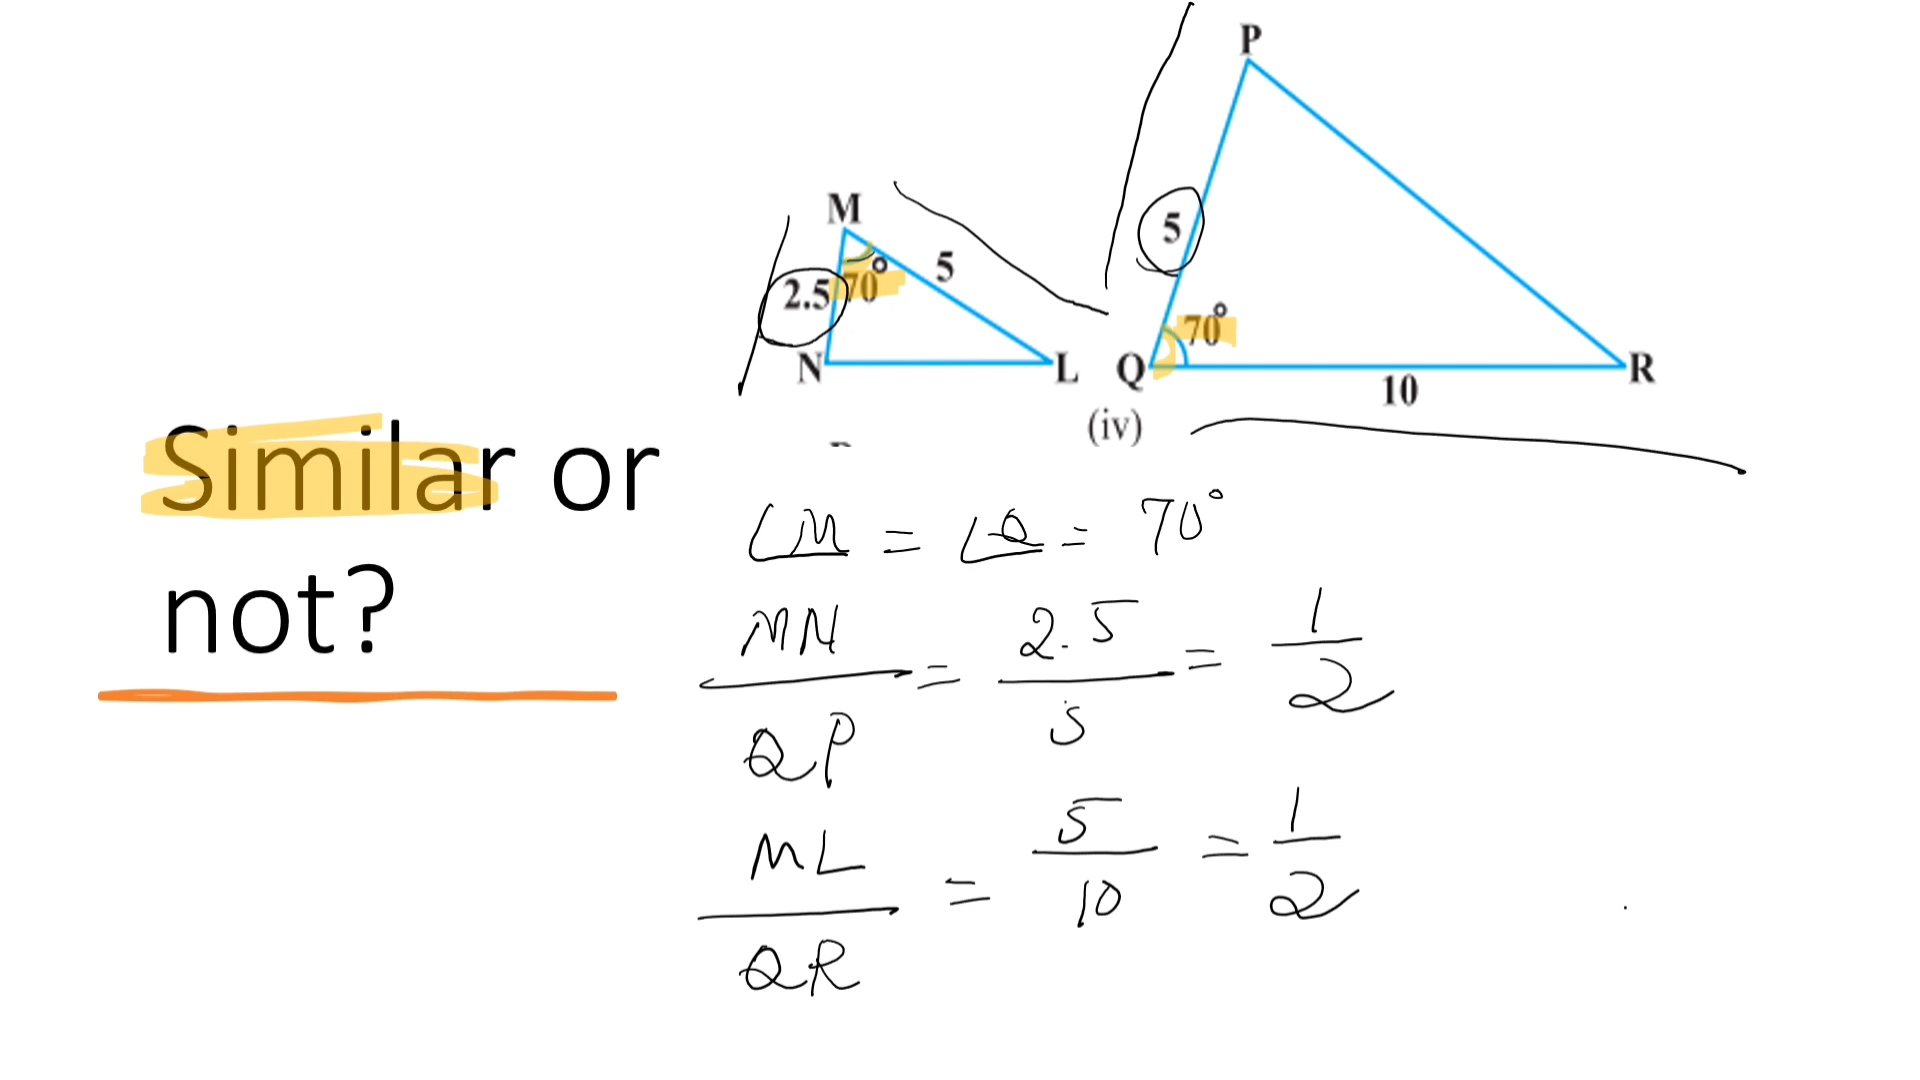 P
M
5
5
2.5
70°
70°
N
L
Q
R
10
(iv)
Similar or
not?
∠M = ∠Q = 70°
MN/QP = 2.5/5 = 1/2
ML/QR = 5/10 = 1/2